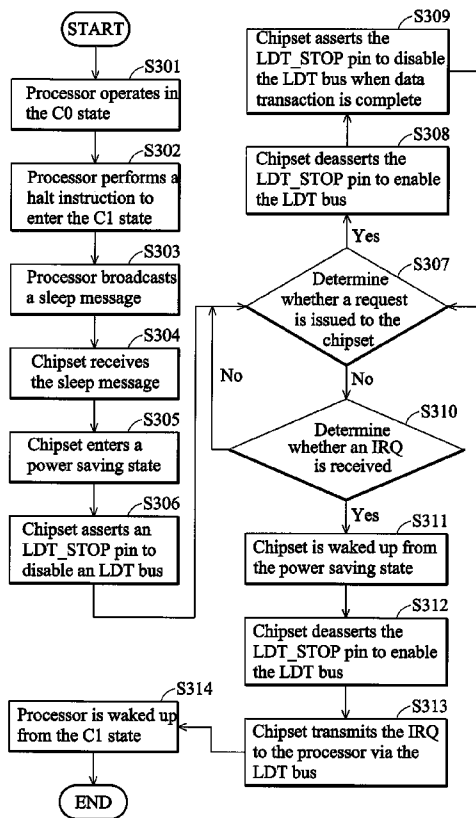 START
S301
Processor operates in
the C0 state
S302
Processor performs a
halt instruction to
enter the C1 state
S303
Processor broadcasts
a sleep message
S304
Chipset receives
the sleep message
S305
Chipset enters a
power saving state
S306
Chipset asserts an
LDT_STOP pin to
disable an LDT bus
S307
Determine
whether a request
is issued to the
chipset
Yes
No
S308
Chipset deasserts the
LDT_STOP pin to enable
the LDT bus
S309
Chipset asserts the
LDT_STOP pin to disable
the LDT bus when data
transaction is complete
S310
Determine
whether an IRQ
is received
No
Yes
S311
Chipset is waked up from
the power saving state
S312
Chipset deasserts the
LDT_STOP pin to enable
the LDT bus
S313
Chipset transmits the IRQ
to the processor via the
LDT bus
S314
Processor is waked up
from the C1 state
END